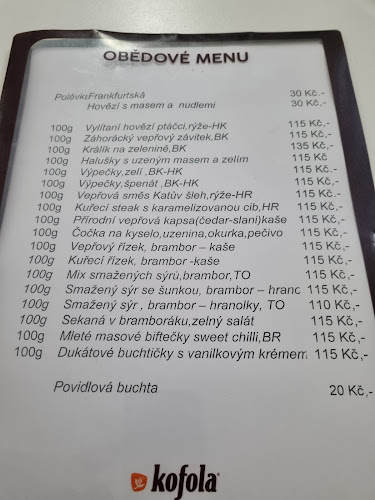 OBĚDOVÉ MENU
Polévka Frankfurtská 30 Kč,-
Hovězí s masem a nudlemi 30 Kč,-
100g Vylítaní hovězí ptáčci,rýže-HK 115 Kč,-
100g Záhorácký vepřový závitek,BK 115 Kč,-
100g Králík na zelenině,BK 135 Kč,-
100g Halušky s uzeným masem a zelím 115 Kč
100g Výpečky,zelí ,BK-HK 115 Kč,-
100g Výpečky,špenát ,BK-HK 115 Kč,-
100g Vepřová směs Katův šleh,rýže-HR 115 Kč,-
100g Kuřecí steak s karamelizovanou cib,HR 115 Kč,-
100g Přírodní vepřová kapsa(čedar-slani)kaše 115 Kč,-
100g Čočka na kyselo,uzenina,okurka,pečivo 115 Kč,-
100g Vepřový řízek, brambor – kaše 115 Kč,-
100g Kuřecí řízek, brambor -kaše 115 Kč,-
100g Mix smažených sýrů,brambor,TO 115 Kč,-
100g Smažený sýr se šunkou, brambor – hranc 115 Kč,-
100g Smažený sýr , brambor – hranolky, TO 110 Kč,-
100g Sekaná v bramboráku,zelný salát 115 Kč,-
100g Mleté masové biftečky sweet chilli,BR 115 Kč,-
100g Dukátové buchtičky s vanilkovým krémem 115 Kč,-
Povidlová buchta 20 Kč,-
kofola